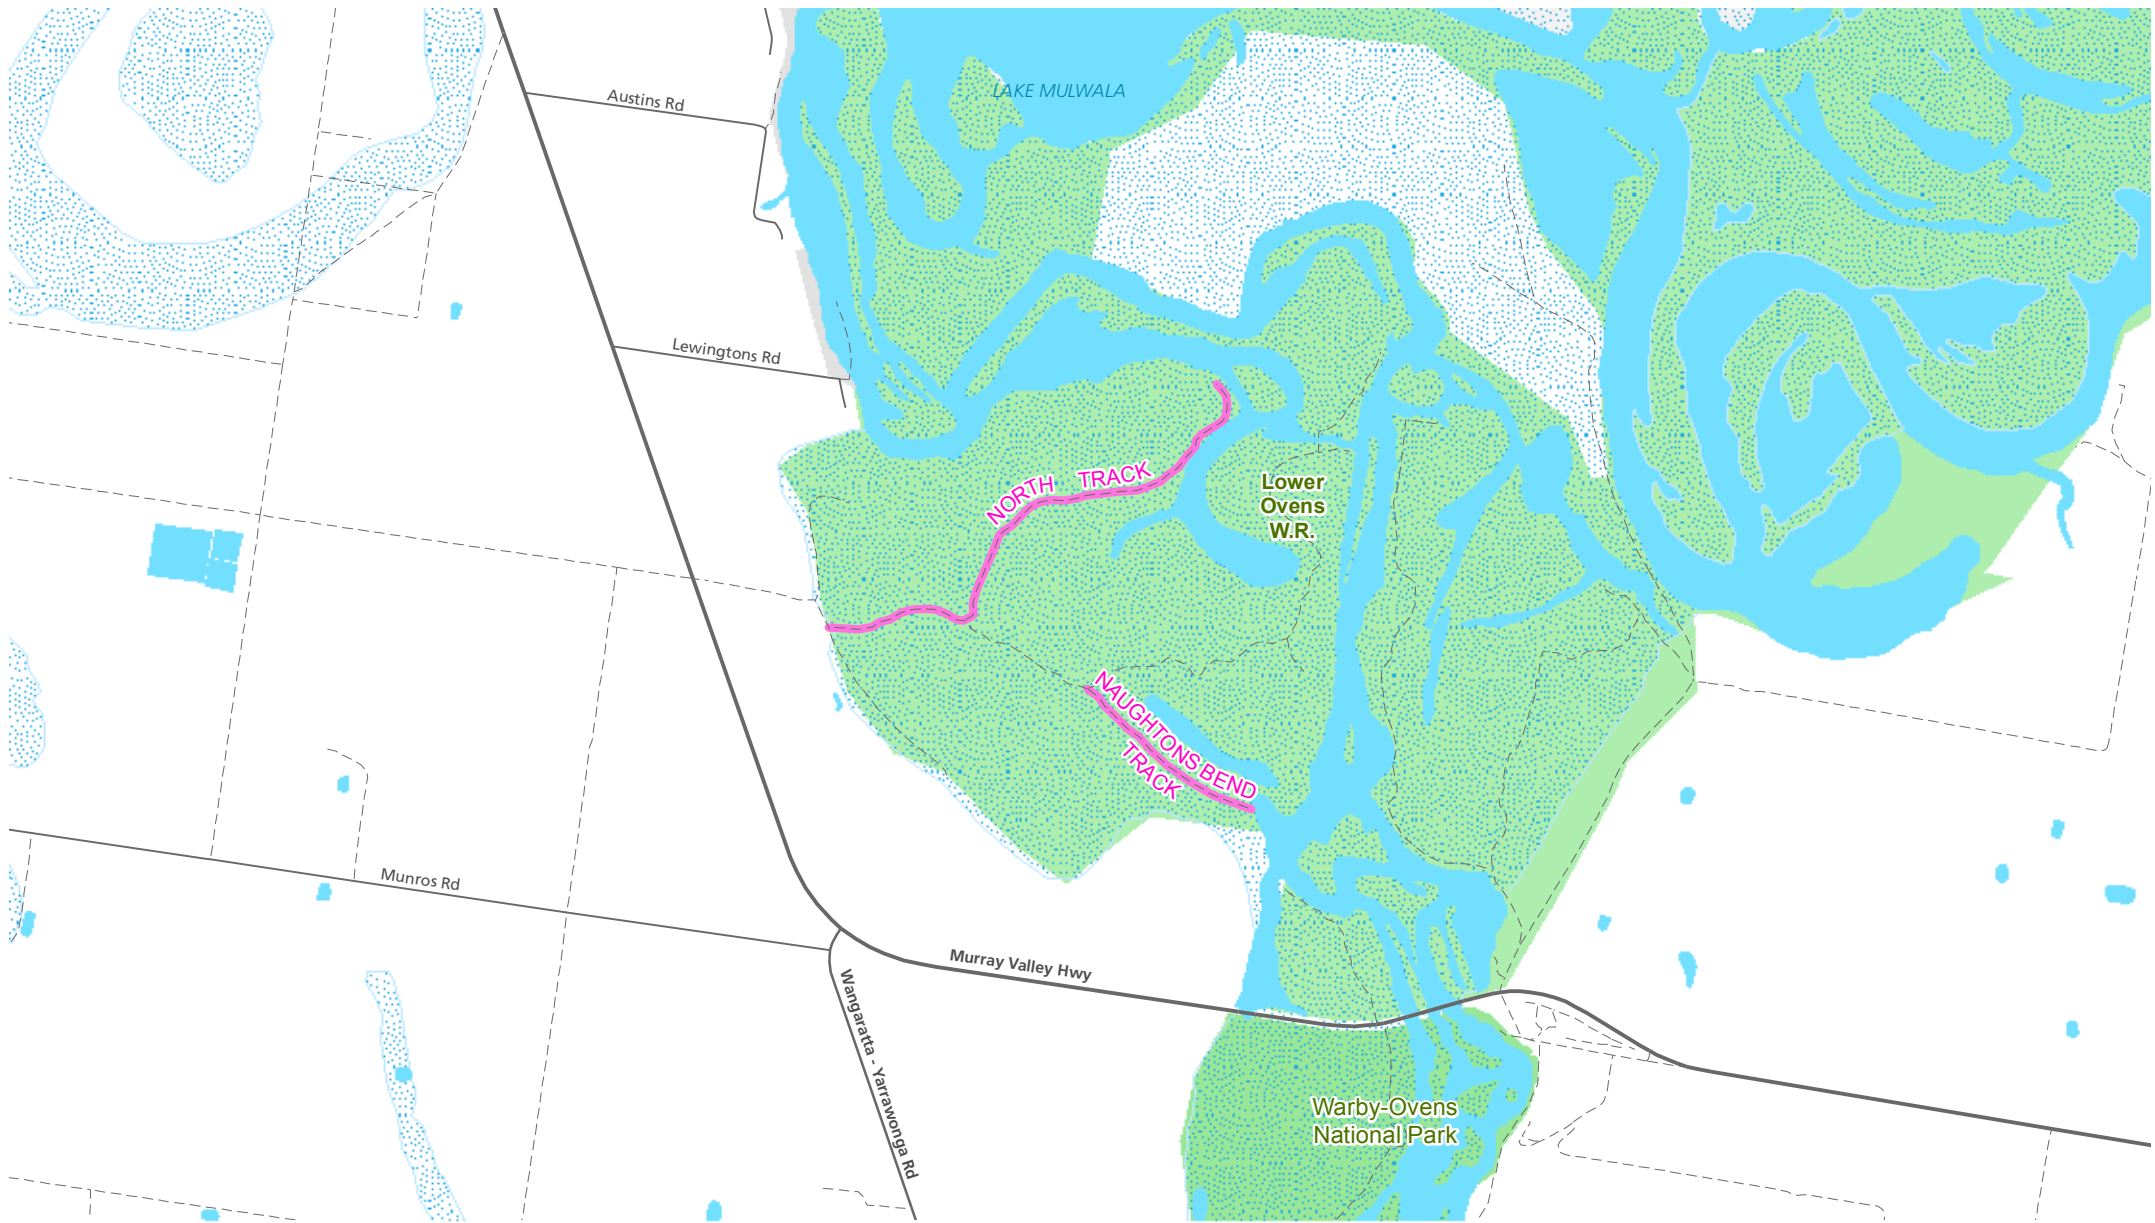 LAKE MULWALA
Austins Rd
Lewingtons Rd
NORTH TRACK
Lower
Ovens
W.R.
NAUGHTONS BEND
TRACK
Munros Rd
Murray Valley Hwy
Wangaratta - Yarrawonga Rd
Warby-Ovens
National Park